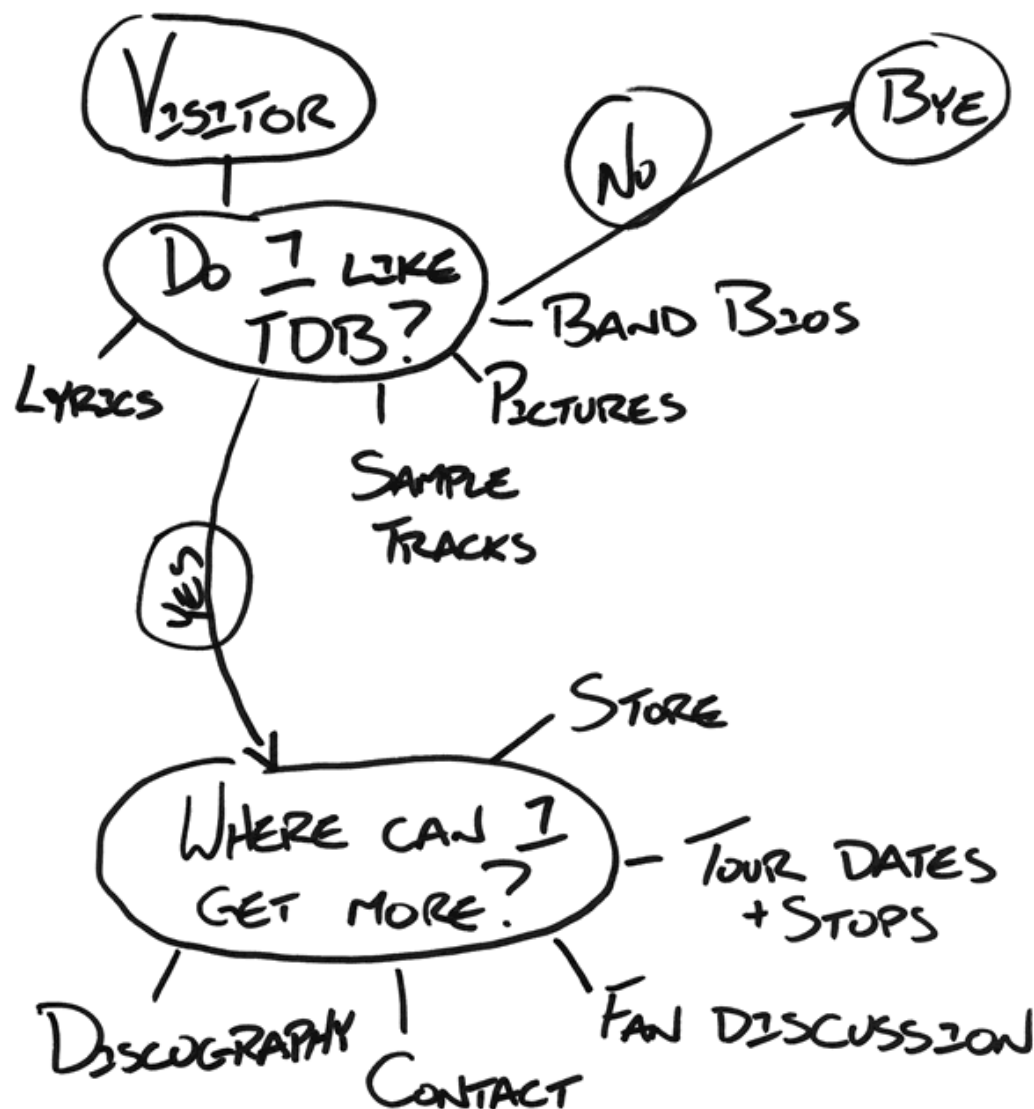 VISITOR
BYE
NO
DO I LIKE
TDB?
BAND BIOS
PICTURES
LYRICS
SAMPLE
TRACKS
YES
STORE
WHERE CAN I
GET MORE?
TOUR DATES
+ STOPS
FAN DISCUSSION
DISCOGRAPHY
CONTACT